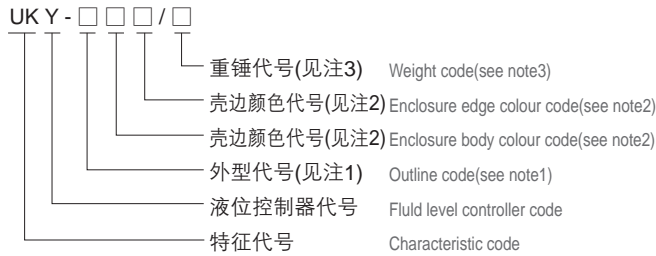 UK Y - □ □ □ / □
重锤代号(见注3) Weight code(see note3)
壳边颜色代号(见注2) Enclosure edge colour code(see note2)
壳边颜色代号(见注2) Enclosure body colour code(see note2)
外型代号(见注1) Outline code(see note1)
液位控制器代号 Fluld level controller code
特征代号 Characteristic code